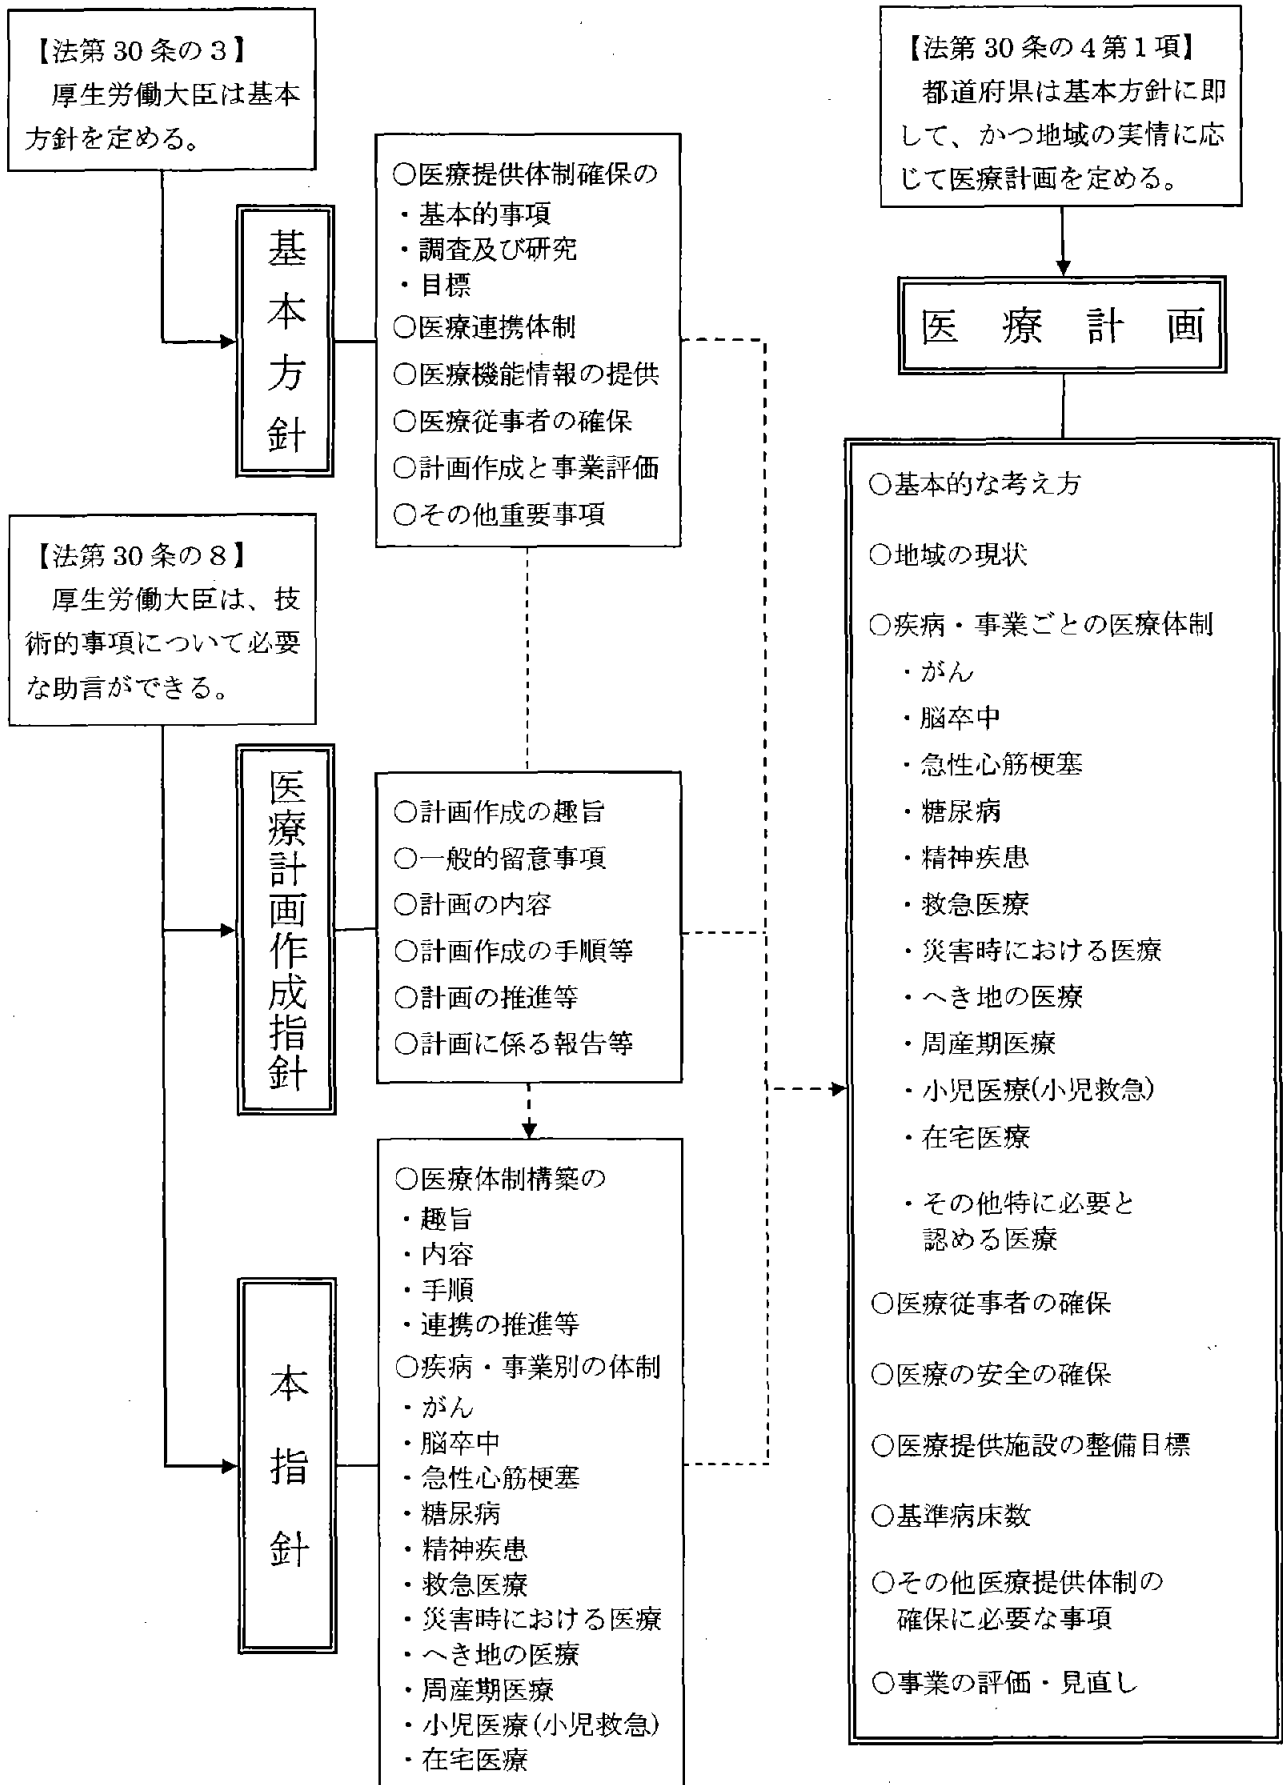 【法第30条の3】
厚生労働大臣は基本
方針を定める。
基本方針
○医療提供体制確保の
・基本的事項
・調査及び研究
・目標
○医療連携体制
○医療機能情報の提供
○医療従事者の確保
○計画作成と事業評価
○その他重要事項
【法第30条の8】
厚生労働大臣は、技
術的事項について必要
な助言ができる。
医療計画作成指針
○計画作成の趣旨
○一般的留意事項
○計画の内容
○計画作成の手順等
○計画の推進等
○計画に係る報告等
本指針
○医療体制構築の
・趣旨
・内容
・手順
・連携の推進等
○疾病・事業別の体制
・がん
・脳卒中
・急性心筋梗塞
・糖尿病
・精神疾患
・救急医療
・災害時における医療
・へき地の医療
・周産期医療
・小児医療(小児救急)
・在宅医療
【法第30条の4第1項】
都道府県は基本方針に即
して、かつ地域の実情に応
じて医療計画を定める。
医療計画
○基本的な考え方
○地域の現状
○疾病・事業ごとの医療体制
・がん
・脳卒中
・急性心筋梗塞
・糖尿病
・精神疾患
・救急医療
・災害時における医療
・へき地の医療
・周産期医療
・小児医療(小児救急)
・在宅医療
・その他特に必要と
認める医療
○医療従事者の確保
○医療の安全の確保
○医療提供施設の整備目標
○基準病床数
○その他医療提供体制の
確保に必要な事項
○事業の評価・見直し